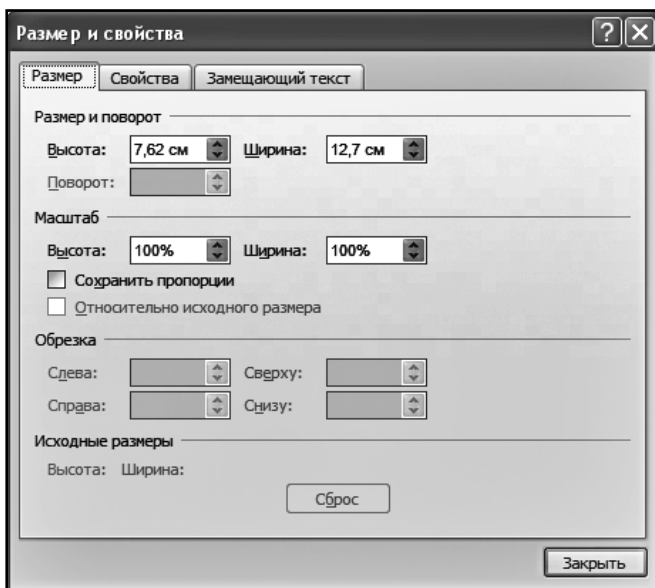 Размер и свойства
Размер Свойства Замещающий текст
Размер и поворот
Высота: 7,62 см Ширина: 12,7 см
Поворот:
Масштаб
Высота: 100% Ширина: 100%
Сохранить пропорции
Относительно исходного размера
Обрезка
Слева: Сверху:
Справа: Снизу:
Исходные размеры
Высота: Ширина:
Сброс
Закрыть